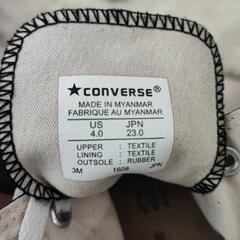 ★CONVERSE®
MADE IN MYANMAR
FABRIQUE AU MYANMAR
US JPN
4.0 23.0
UPPER : TEXTILE
LINING : TEXTILE
OUTSOLE : RUBBER
3M 1608 JPN